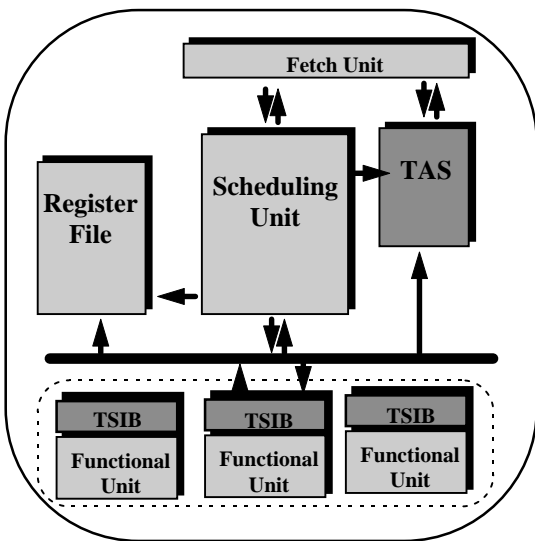 Fetch Unit
Scheduling
Unit
TAS
Register
File
TSIB
Functional
Unit
TSIB
Functional
Unit
TSIB
Functional
Unit